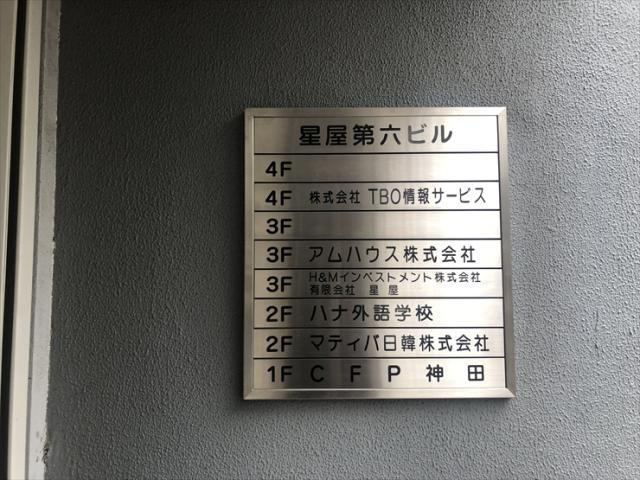 星屋第六ビル
4F
4F 株式会社 TBO情報サービス
3F
3F アムハウス株式会社
3F H&Mインベストメント株式会社
有限会社 星屋
2F ハナ外語学校
2F マティバ日韓株式会社
1F CFP神田